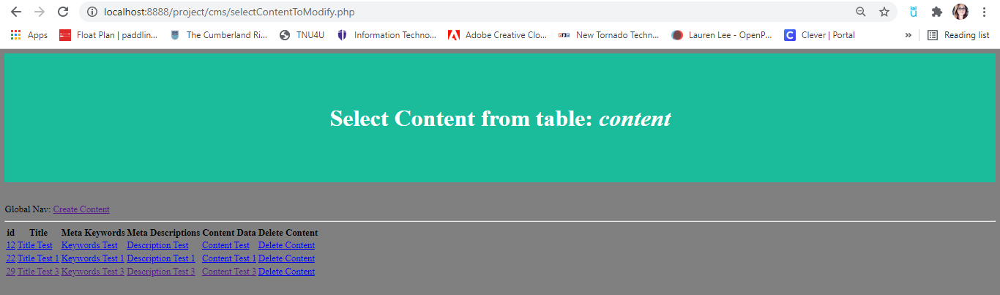 localhost:8888/project/cms/selectContentToModify.php
Apps Float Plan | paddlin... The Cumberland Ri... TNU4U Information Techno... Adobe Creative Clo... New Tornado Techn... Lauren Lee - OpenP... Clever | Portal » Reading list
Select Content from table: content
Global Nav: Create Content
id Title Meta Keywords Meta Descriptions Content Data Delete Content
12 Title Test Keywords Test Description Test Content Test Delete Content
22 Title Test 1 Keywords Test 1 Description Test 1 Content Test 1 Delete Content
29 Title Test 3 Keywords Test 3 Description Test 3 Content Test 3 Delete Content